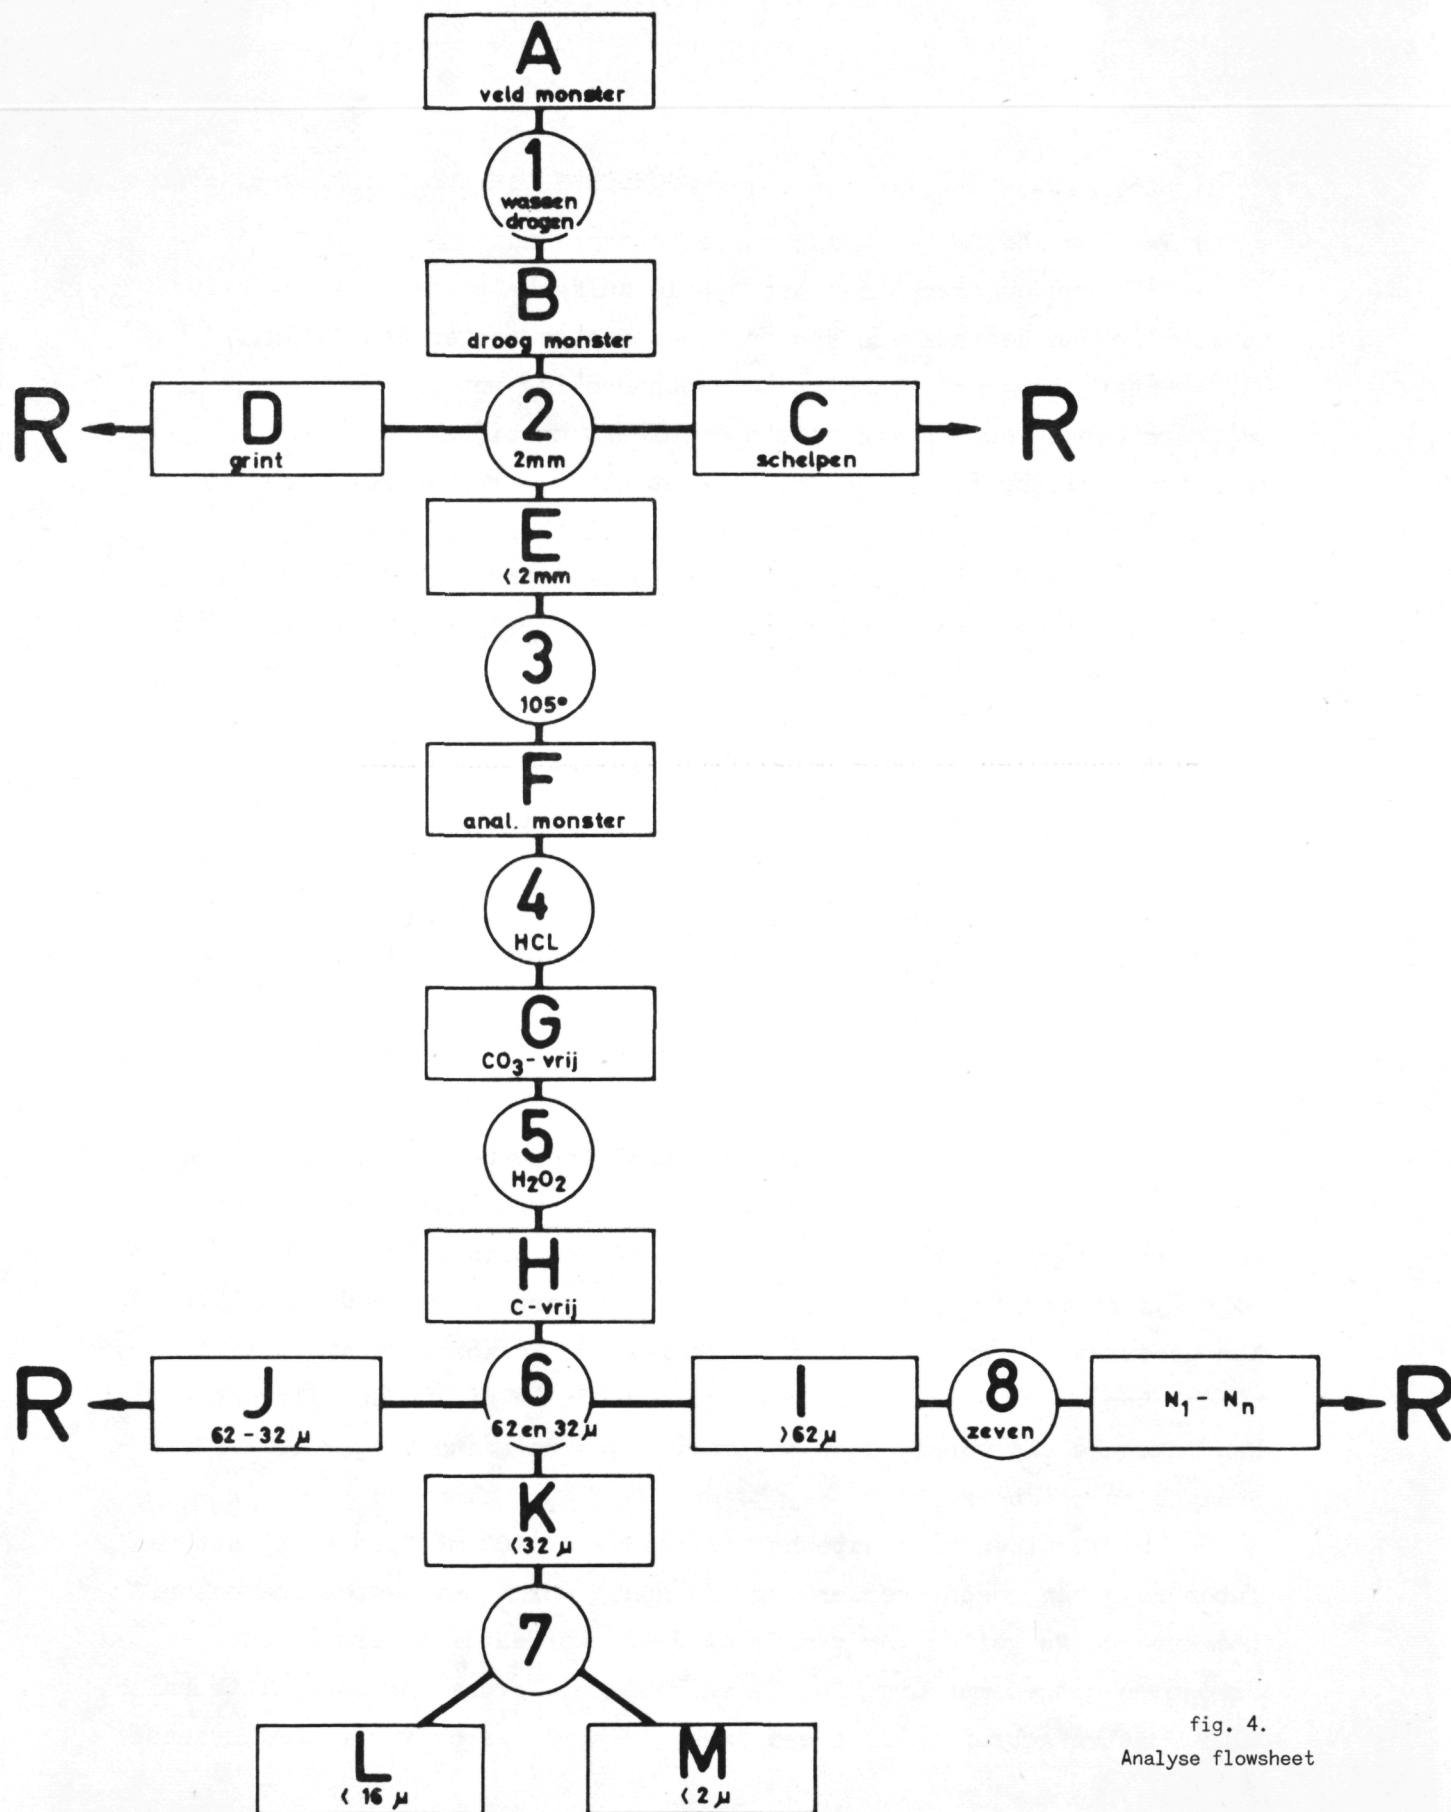 A
veld monster
1
wassen
drogen
B
droog monster
R
D
grint
2
2mm
C
schelpen
R
E
< 2mm
3
105°
F
anal. monster
4
HCL
G
CO₃- vrij
5
H₂O₂
H
C-vrij
R
J
62-32 μ
6
62 en 32 μ
I
>62 μ
8
zeven
N₁ - Nₙ
R
K
<32 μ
7
L
< 16 μ
M
< 2 μ
fig. 4.
Analyse flowsheet